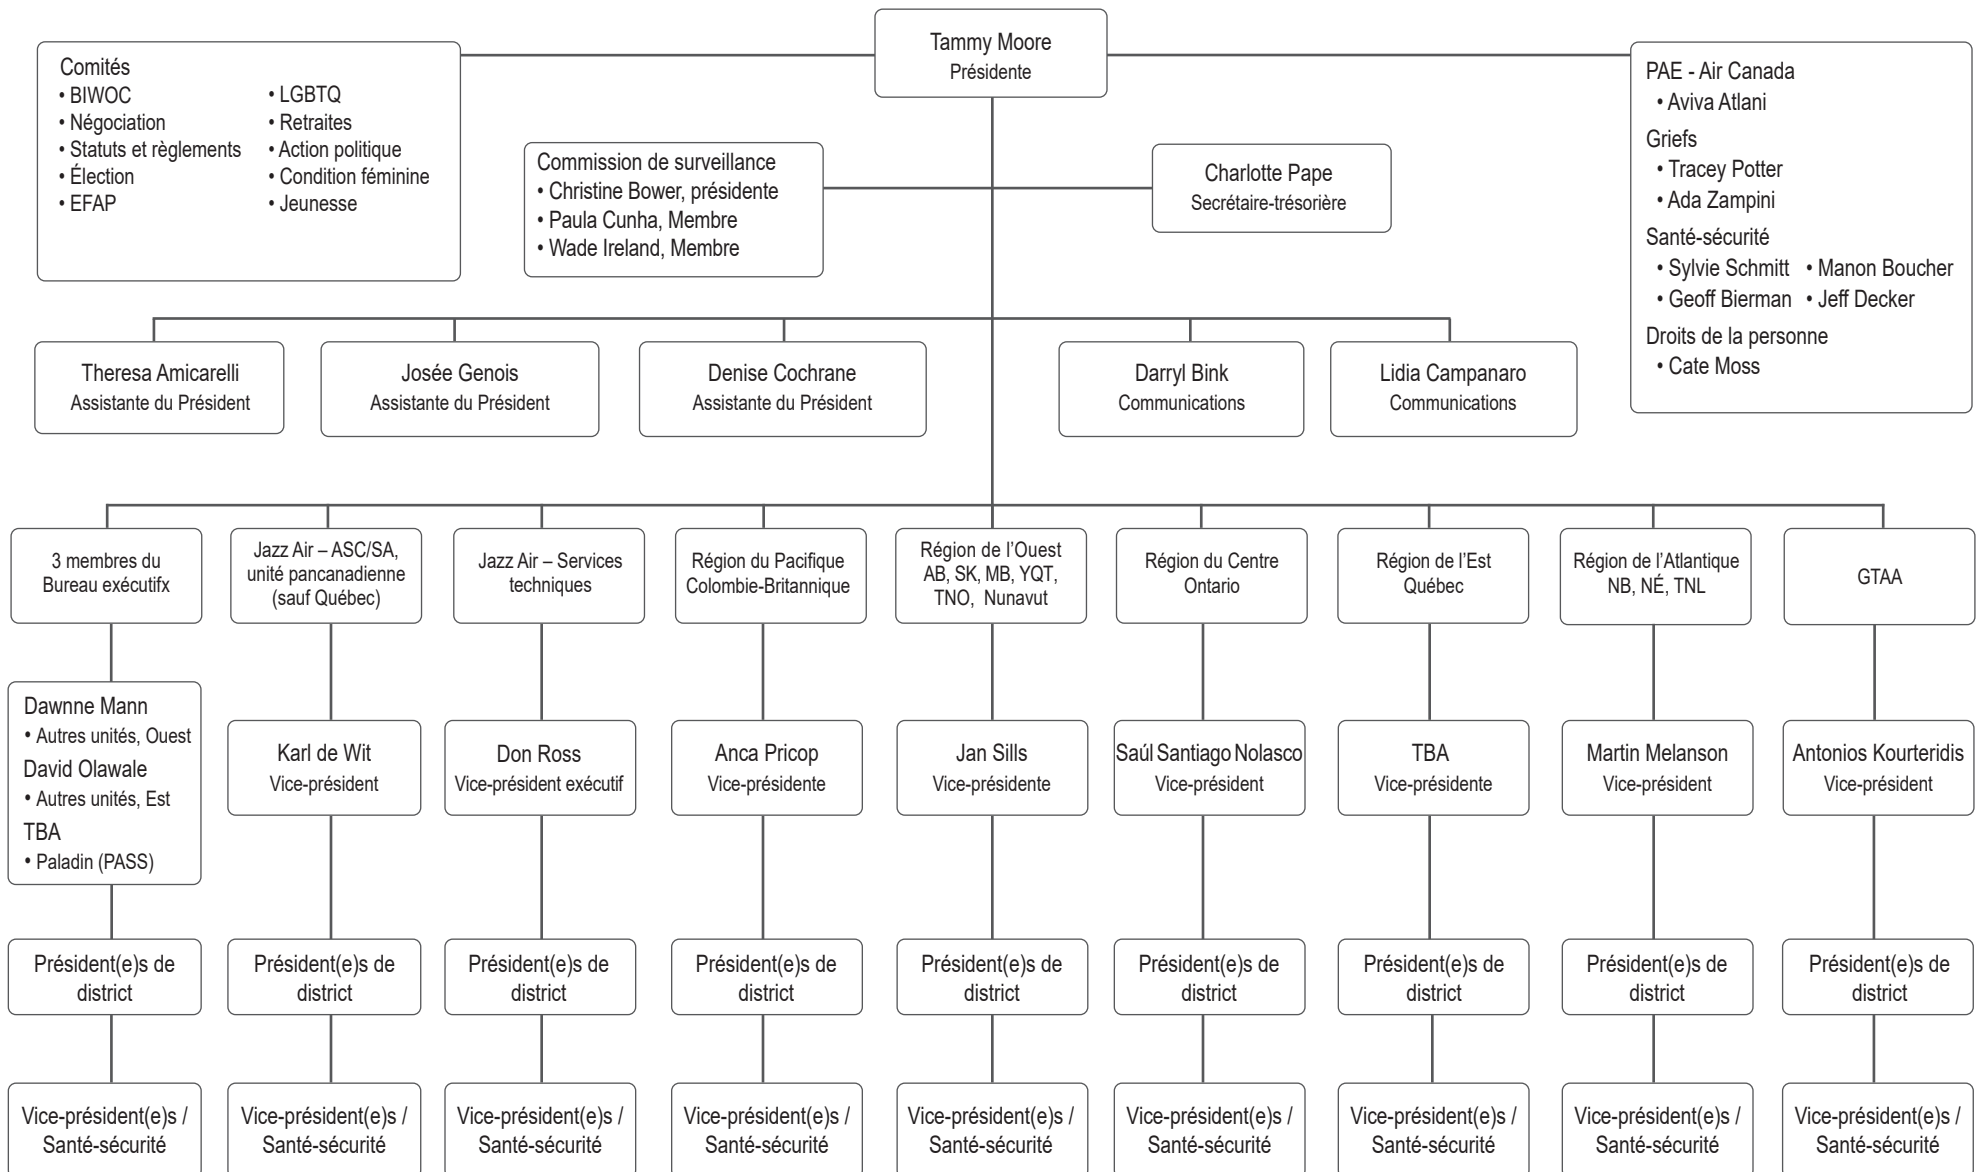 Tammy Moore
Présidente
Comités
• BIWOC
• Négociation
• Statuts et règlements
• Élection
• EFAP
• LGBTQ
• Retraites
• Action politique
• Condition féminine
• Jeunesse
Commission de surveillance
• Christine Bower, présidente
• Paula Cunha, Membre
• Wade Ireland, Membre
Charlotte Pape
Secrétaire-trésorière
PAE - Air Canada
• Aviva Atlani
Griefs
• Tracey Potter
• Ada Zampini
Santé-sécurité
• Sylvie Schmitt • Manon Boucher
• Geoff Bierman • Jeff Decker
Droits de la personne
• Cate Moss
Theresa Amicarelli
Assistante du Président
Josée Genois
Assistante du Président
Denise Cochrane
Assistante du Président
Darryl Bink
Communications
Lidia Campanaro
Communications
3 membres du
Bureau exécutifx
Jazz Air – ASC/SA,
unité pancanadienne
(sauf Québec)
Jazz Air – Services
techniques
Région du Pacifique
Colombie-Britannique
Région de l’Ouest
AB, SK, MB, YQT,
TNO, Nunavut
Région du Centre
Ontario
Région de l’Est
Québec
Région de l’Atlantique
NB, NÉ, TNL
GTAA
Dawnne Mann
• Autres unités, Ouest
David Olawale
• Autres unités, Est
TBA
• Paladin (PASS)
Karl de Wit
Vice-président
Don Ross
Vice-président exécutif
Anca Pricop
Vice-présidente
Jan Sills
Vice-présidente
Saúl Santiago Nolasco
Vice-président
TBA
Vice-présidente
Martin Melanson
Vice-président
Antonios Kourteridis
Vice-président
Président(e)s de
district
Président(e)s de
district
Président(e)s de
district
Président(e)s de
district
Président(e)s de
district
Président(e)s de
district
Président(e)s de
district
Président(e)s de
district
Président(e)s de
district
Vice-président(e)s /
Santé-sécurité
Vice-président(e)s /
Santé-sécurité
Vice-président(e)s /
Santé-sécurité
Vice-président(e)s /
Santé-sécurité
Vice-président(e)s /
Santé-sécurité
Vice-président(e)s /
Santé-sécurité
Vice-président(e)s /
Santé-sécurité
Vice-président(e)s /
Santé-sécurité
Vice-président(e)s /
Santé-sécurité